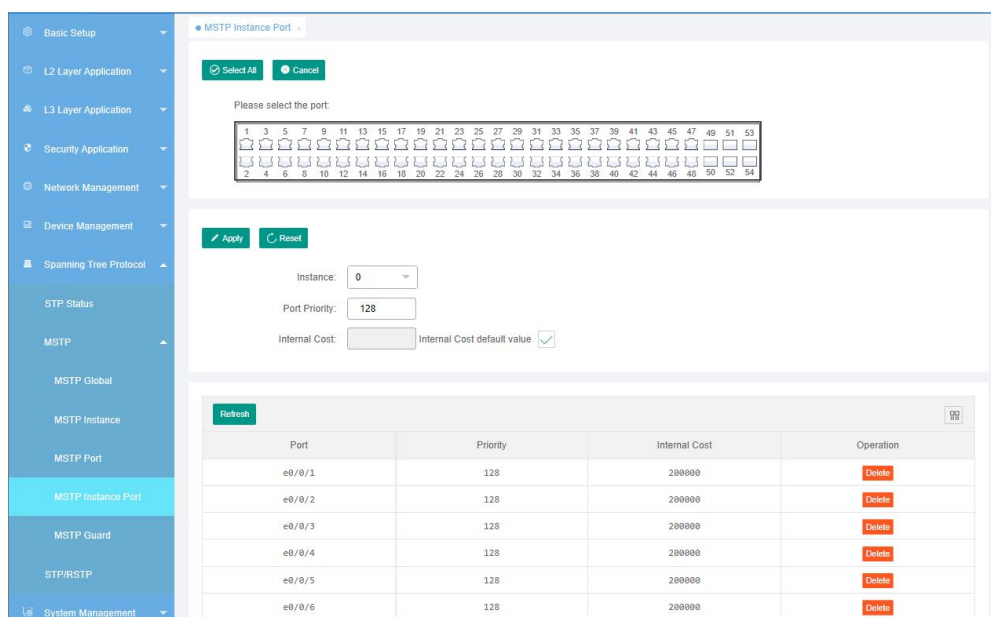 Basic Setup
L2 Layer Application
L3 Layer Application
Security Application
Network Management
Device Management
Spanning Tree Protocol
STP Status
MSTP
MSTP Global
MSTP Instance
MSTP Port
MSTP Instance Port
MSTP Guard
STP/RSTP
System Management
MSTP Instance Port ×
Select All Cancel
Please select the port:
1 3 5 7 9 11 13 15 17 19 21 23 25 27 29 31 33 35 37 39 41 43 45 47 49 51 53
2 4 6 8 10 12 14 16 18 20 22 24 26 28 30 32 34 36 38 40 42 44 46 48 50 52 54
Apply Reset
Instance: 0
Port Priority: 128
Internal Cost: Internal Cost default value
Refresh
Port Priority Internal Cost Operation
e0/0/1 128 200000 Delete
e0/0/2 128 200000 Delete
e0/0/3 128 200000 Delete
e0/0/4 128 200000 Delete
e0/0/5 128 200000 Delete
e0/0/6 128 200000 Delete